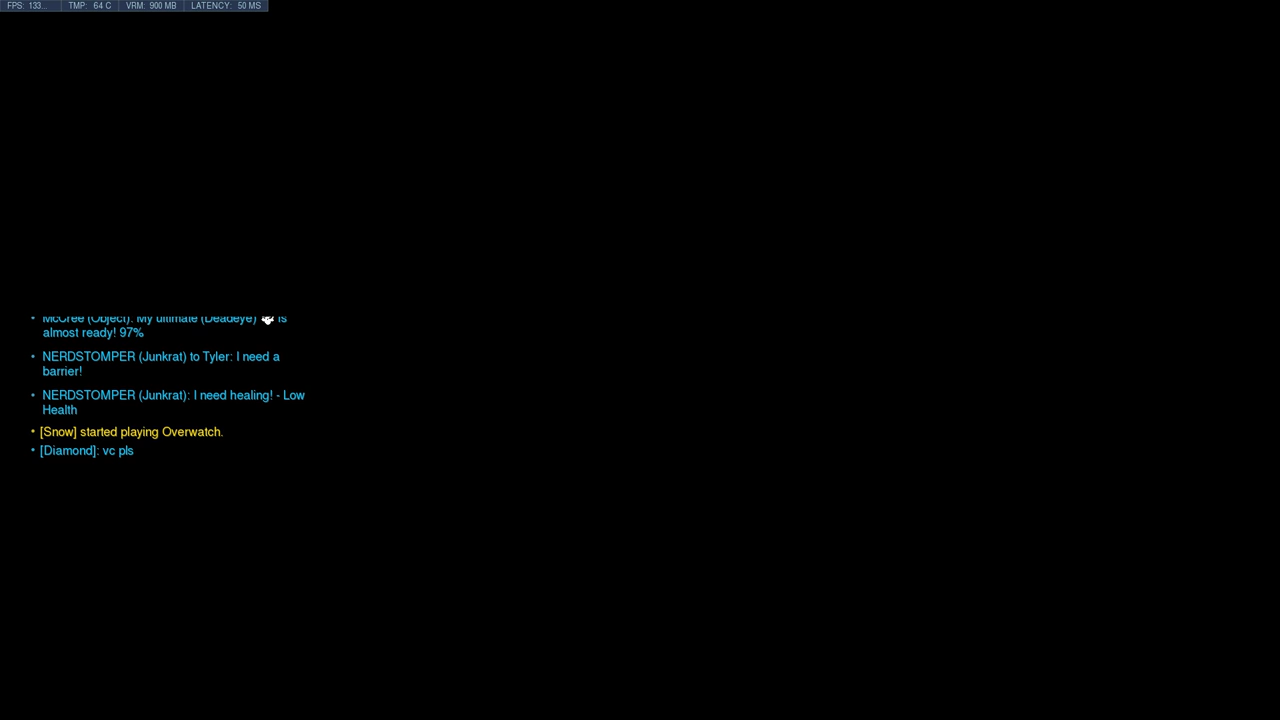 FPS: 133... TMP: 64 C VRM: 900 MB LATENCY: 50 MS
McCree (Object): My ultimate (Deadeye) is
almost ready! 97%
NERDSTOMPER (Junkrat) to Tyler: I need a
barrier!
NERDSTOMPER (Junkrat): I need healing! - Low
Health
[Snow] started playing Overwatch.
[Diamond]: vc pls